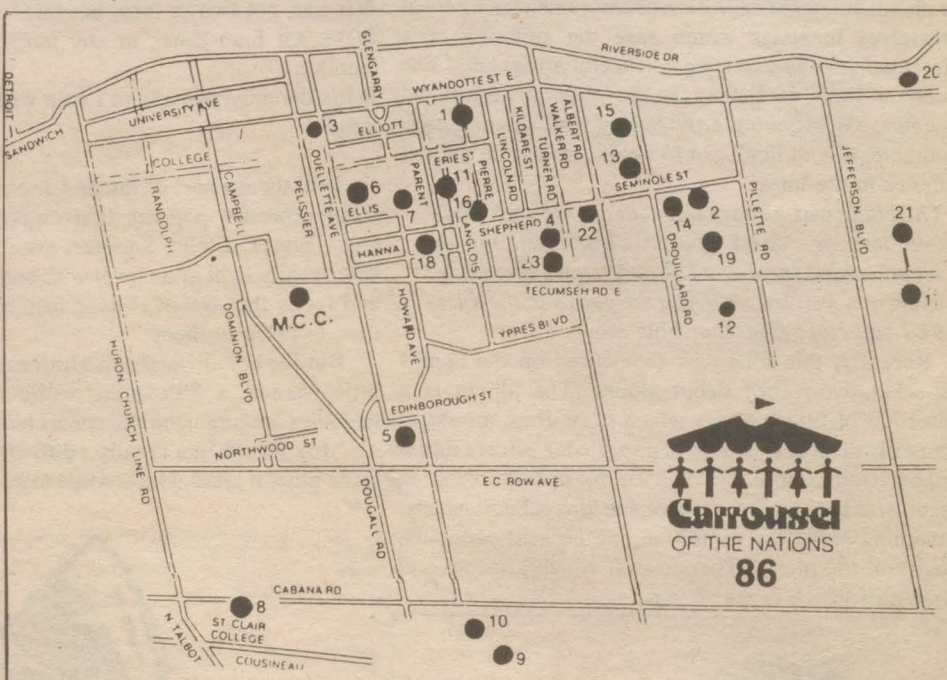 DETROIT
SANDWICH
UNIVERSITY AVE
COLLEGE
RANDOLPH
CAMPBELL
PELISSIER
OUELLETTE AVE
GLENGARRY
WYANDOTTE ST E
RIVERSIDE DR
20
3
ELLIOTT
1
ERIE ST
11
6
ELLIS
PARENT
7
16
PIERRE
LANGLOIS
LINCOLN RD
KILDARE ST
TURNER RD
WALKER RD
ALBERT RD
15
13
SEMINOLE ST
SHEPHERD
4
22
14
2
DROUILLARD RD
19
PILLETTE RD
JEFFERSON BLVD
21
HANNA
18
23
TECUMSEH RD E
1
12
M.C.C.
HOWARD AVE
YPRES BLVD
HURON CHURCH LINE RD
DOMINION BLVD
NORTHWOOD ST
EDINBOROUGH ST
5
E C ROW AVE
DOUGALL RD
CABANA RD
8
ST CLAIR
COLLEGE
N TALBOT
COUSINEAU
10
9
Carrousel
OF THE NATIONS
86